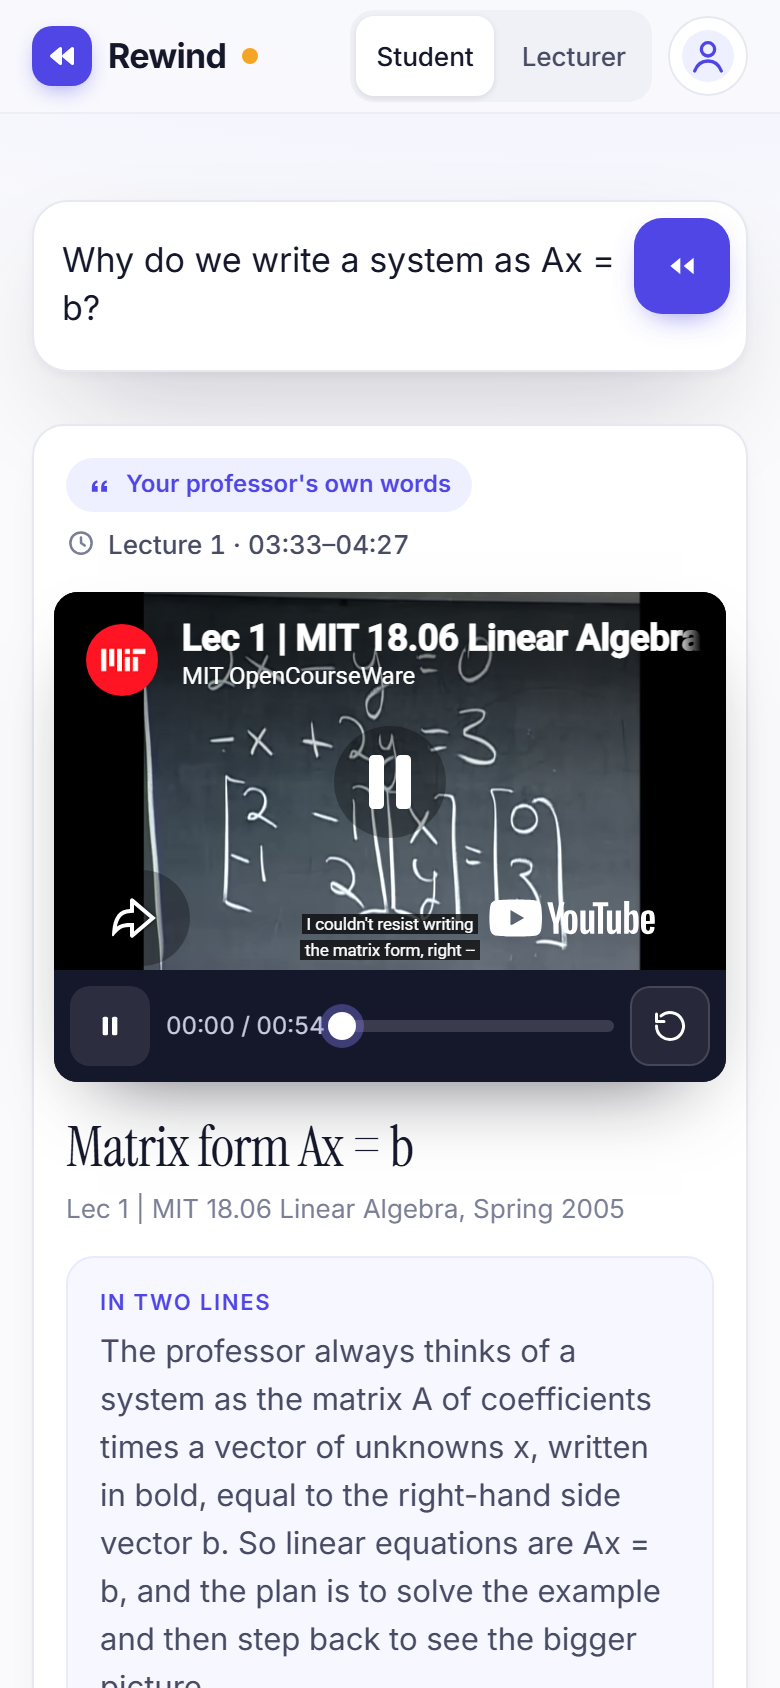 Rewind
Student
Lecturer
Why do we write a system as Ax =
b?
“ Your professor's own words
Lecture 1 · 03:33–04:27
Lec 1 | MIT 18.06 Linear Algebra
MIT OpenCourseWare
2x - y = 0
-x + 2y = 3
[2 -1] [x] = [0]
[-1 2] [y] [3]
I couldn't resist writing
the matrix form, right --
YouTube
00:00 / 00:54
Matrix form Ax = b
Lec 1 | MIT 18.06 Linear Algebra, Spring 2005
IN TWO LINES
The professor always thinks of a
system as the matrix A of coefficients
times a vector of unknowns x, written
in bold, equal to the right-hand side
vector b. So linear equations are Ax =
b, and the plan is to solve the example
and then step back to see the bigger
picture.